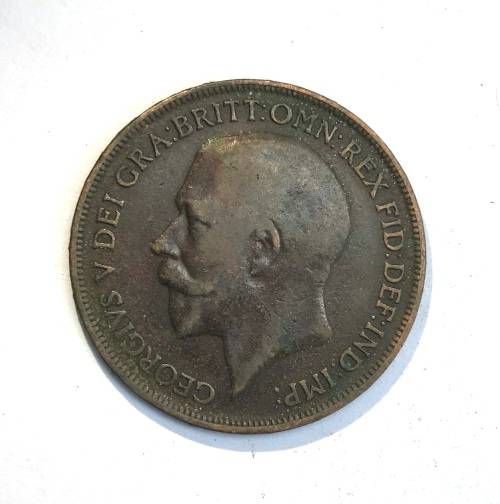 GEORGIVS V DEI GRA:BRITT:OMN:REX FID:DEF:IND:IMP: